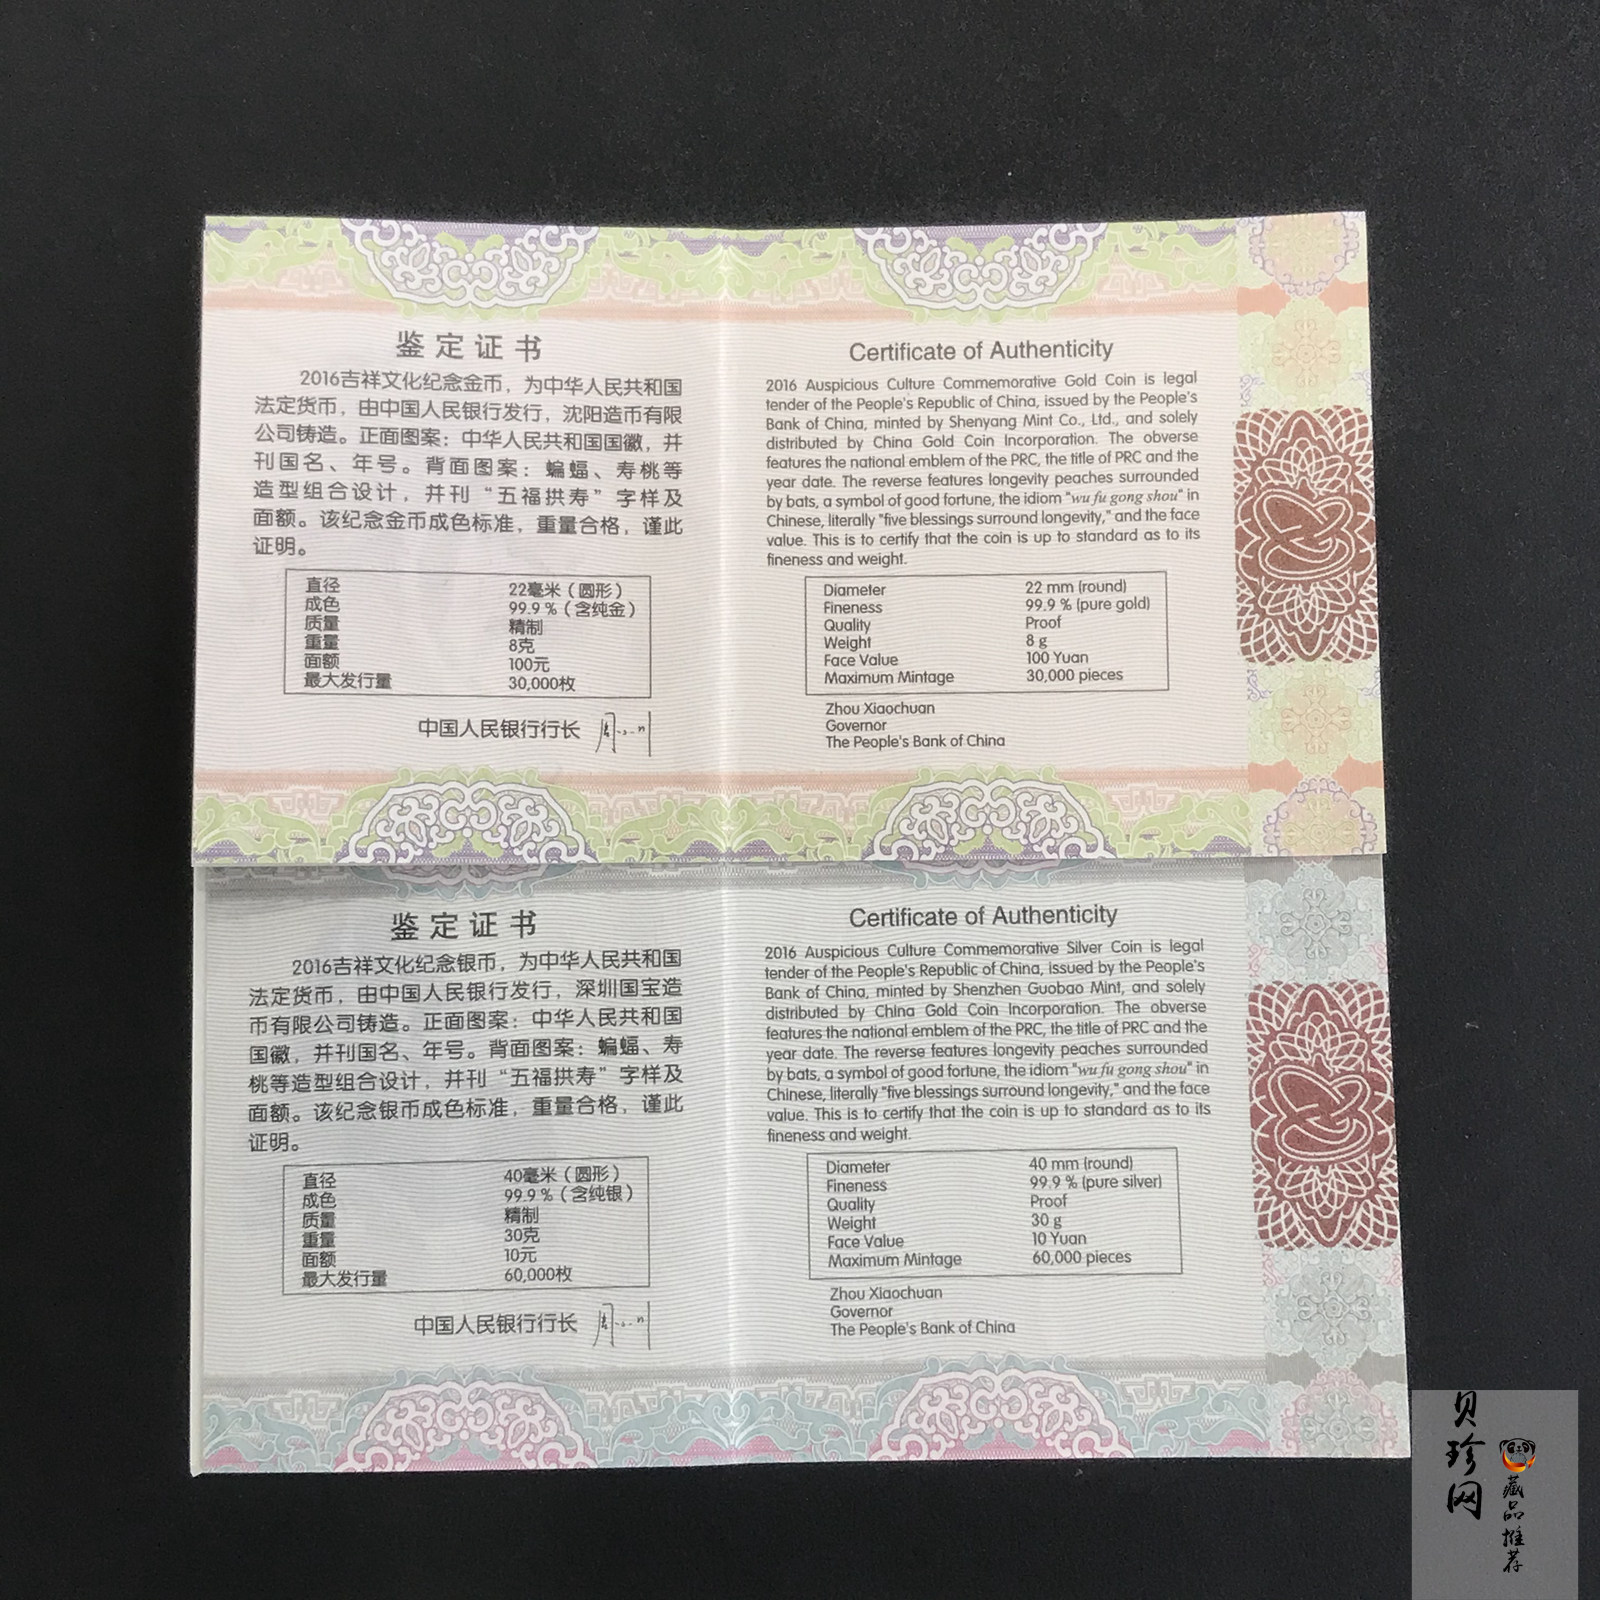 鉴定证书
2016吉祥文化纪念金币，为中华人民共和国
法定货币，由中国人民银行发行，沈阳造币有限
公司铸造。正面图案：中华人民共和国国徽，并
刊国名、年号。背面图案：蝙蝠、寿桃等
造型组合设计，并刊“五福拱寿”字样及
面额。该纪念金币成色标准，重量合格，谨此
证明。
直径 22毫米（圆形）
成色 99.9％（含纯金）
质量 精制
重量 8克
面额 100元
最大发行量 30,000枚
中国人民银行行长
Certificate of Authenticity
2016 Auspicious Culture Commemorative Gold Coin is legal
tender of the People's Republic of China, issued by the People's
Bank of China, minted by Shenyang Mint Co., Ltd., and solely
distributed by China Gold Coin Incorporation. The obverse
features the national emblem of the PRC, the title of PRC and the
year date. The reverse features longevity peaches surrounded
by bats, a symbol of good fortune, the idiom "wu fu gong shou" in
Chinese, literally "five blessings surround longevity," and the face
value. This is to certify that the coin is up to standard as to its
fineness and weight.
Diameter 22 mm (round)
Fineness 99.9 % (pure gold)
Quality Proof
Weight 8 g
Face Value 100 Yuan
Maximum Mintage 30,000 pieces
Zhou Xiaochuan
Governor
The People's Bank of China
鉴定证书
2016吉祥文化纪念银币，为中华人民共和国
法定货币，由中国人民银行发行，深圳国宝造
币有限公司铸造。正面图案：中华人民共和国
国徽，并刊国名、年号。背面图案：蝙蝠、寿
桃等造型组合设计，并刊“五福拱寿”字样及
面额。该纪念银币成色标准，重量合格，谨此
证明。
直径 40毫米（圆形）
成色 99.9％（含纯银）
质量 精制
重量 30克
面额 10元
最大发行量 60,000枚
中国人民银行行长
Certificate of Authenticity
2016 Auspicious Culture Commemorative Silver Coin is legal
tender of the People's Republic of China, issued by the People's
Bank of China, minted by Shenzhen Guobao Mint, and solely
distributed by China Gold Coin Incorporation. The obverse
features the national emblem of the PRC, the title of PRC and the
year date. The reverse features longevity peaches surrounded
by bats, a symbol of good fortune, the idiom "wu fu gong shou" in
Chinese, literally "five blessings surround longevity," and the face
value. This is to certify that the coin is up to standard as to its
fineness and weight.
Diameter 40 mm (round)
Fineness 99.9 % (pure silver)
Quality Proof
Weight 30 g
Face Value 10 Yuan
Maximum Mintage 60,000 pieces
Zhou Xiaochuan
Governor
The People's Bank of China
贝珍网
藏品推荐